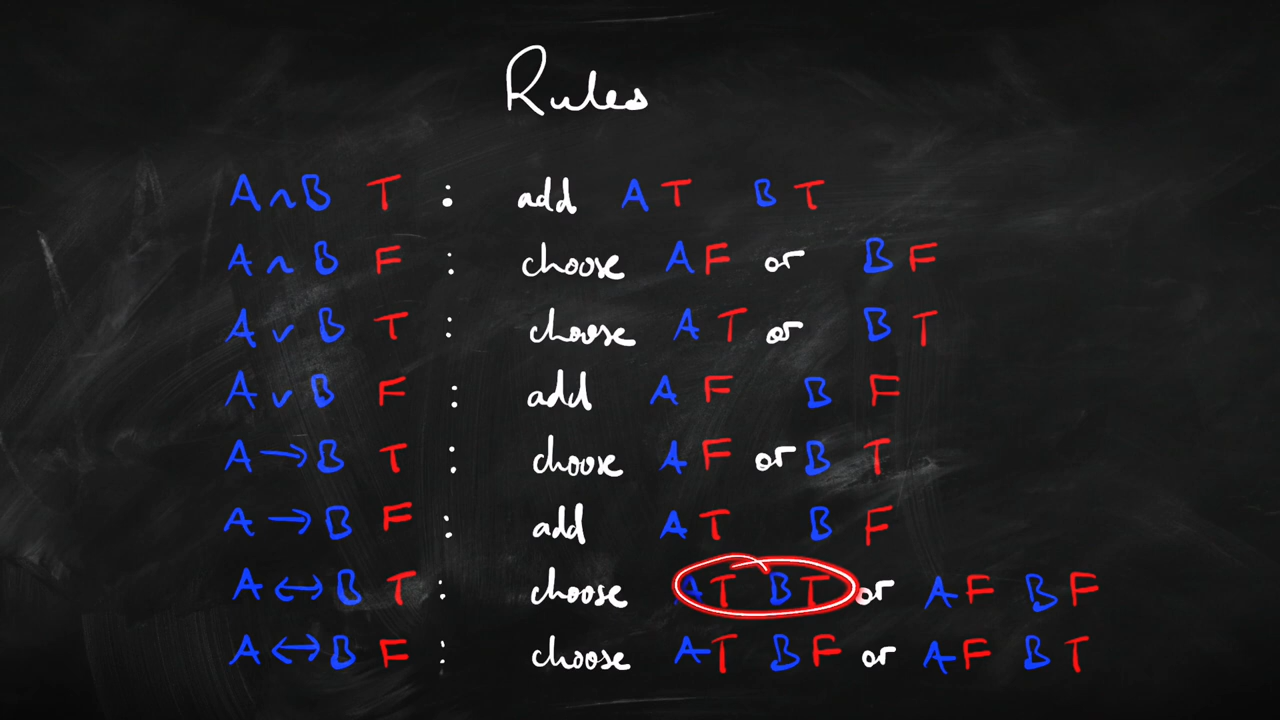 Rules
A ∧ B T : add A T B T
A ∧ B F : choose A F or B F
A ∨ B T : choose A T or B T
A ∨ B F : add A F B F
A → B T : choose A F or B T
A → B F : add A T B F
A ↔ B T : choose A T B T or A F B F
A ↔ B F : choose A T B F or A F B T